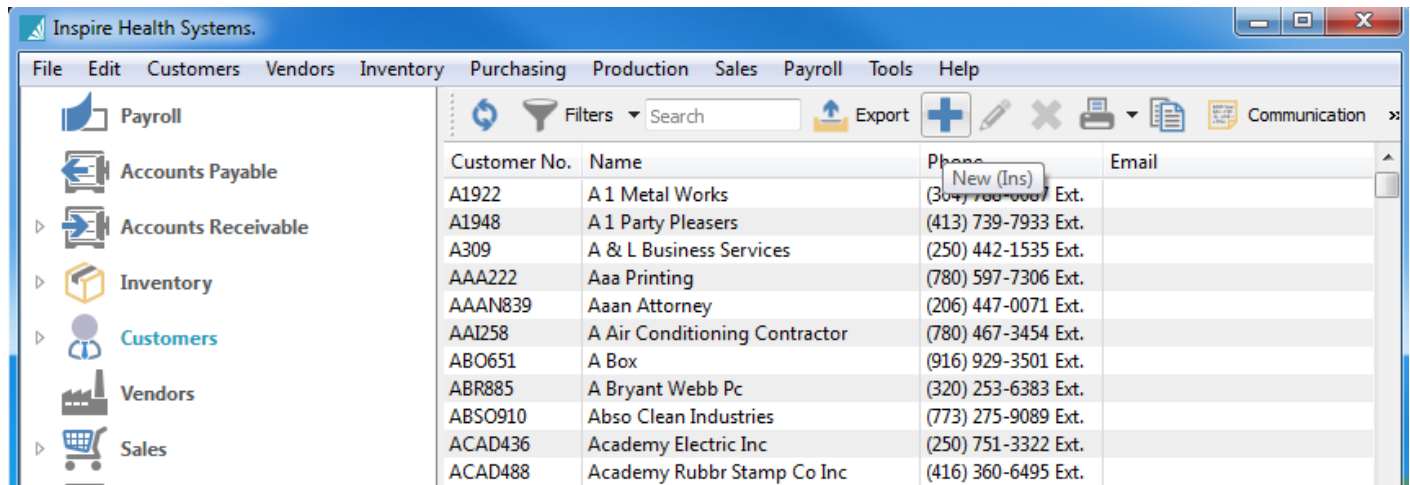 Inspire Health Systems.
File Edit Customers Vendors Inventory Purchasing Production Sales Payroll Tools Help
Payroll
Accounts Payable
Accounts Receivable
Inventory
Customers
Vendors
Sales
Filters Search Export Communication »
Customer No. Name Email
New (Ins)
A1922 A 1 Metal Works Ext.
A1948 A 1 Party Pleasers (413) 739-7933 Ext.
A309 A & L Business Services (250) 442-1535 Ext.
AAA222 Aaa Printing (780) 597-7306 Ext.
AAAN839 Aaan Attorney (206) 447-0071 Ext.
AAI258 A Air Conditioning Contractor (780) 467-3454 Ext.
ABO651 A Box (916) 929-3501 Ext.
ABR885 A Bryant Webb Pc (320) 253-6383 Ext.
ABSO910 Abso Clean Industries (773) 275-9089 Ext.
ACAD436 Academy Electric Inc (250) 751-3322 Ext.
ACAD488 Academy Rubbr Stamp Co Inc (416) 360-6495 Ext.